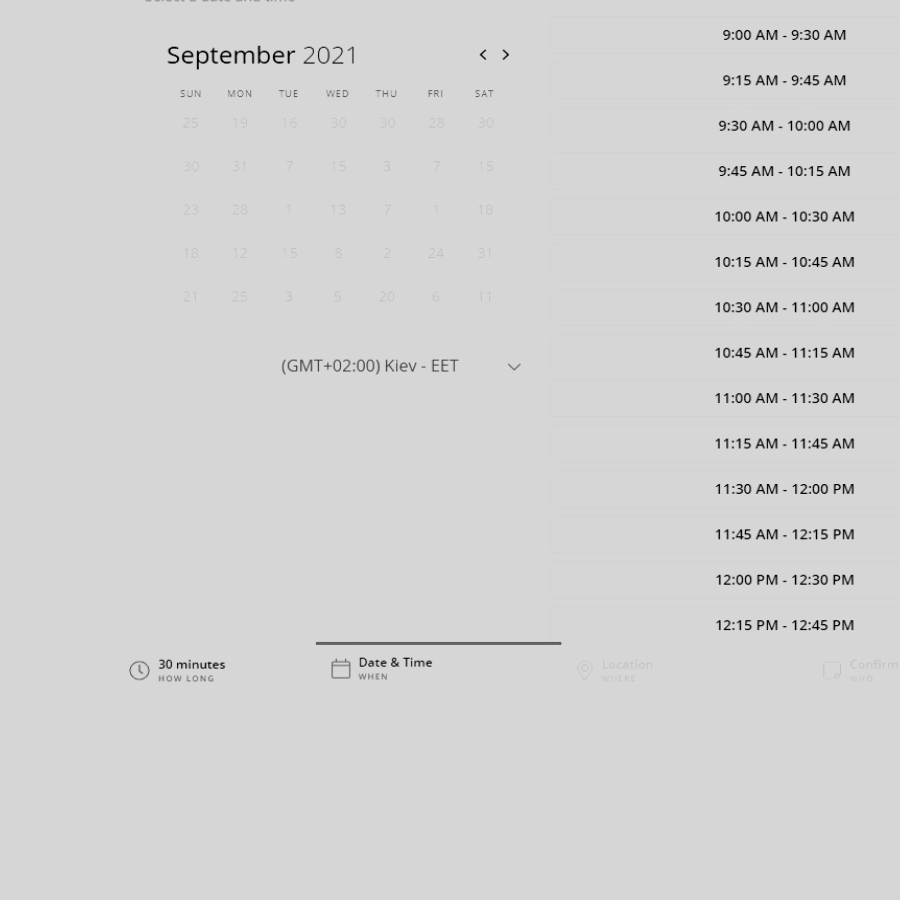 Select a date and time
September 2021
SUN MON TUE WED THU FRI SAT
25 19 16 30 30 28 30
30 31 7 15 3 7 15
23 28 1 13 7 1 18
18 12 15 8 2 24 31
21 25 3 5 20 6 11
(GMT+02:00) Kiev - EET
9:00 AM - 9:30 AM
9:15 AM - 9:45 AM
9:30 AM - 10:00 AM
9:45 AM - 10:15 AM
10:00 AM - 10:30 AM
10:15 AM - 10:45 AM
10:30 AM - 11:00 AM
10:45 AM - 11:15 AM
11:00 AM - 11:30 AM
11:15 AM - 11:45 AM
11:30 AM - 12:00 PM
11:45 AM - 12:15 PM
12:00 PM - 12:30 PM
12:15 PM - 12:45 PM
30 minutes
HOW LONG
Date & Time
WHEN
Location
WHERE
Confirm
WHO